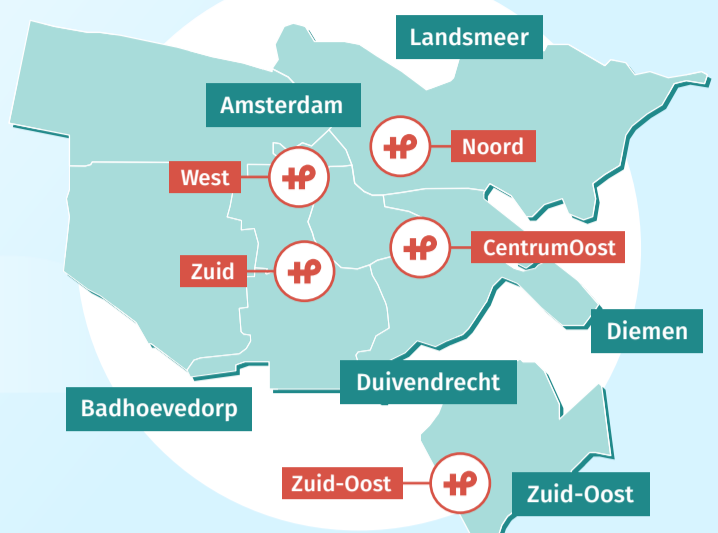 Landsmeer
Amsterdam
Noord
West
CentrumOost
Zuid
Diemen
Duivendrecht
Badhoevedorp
Zuid-Oost
Zuid-Oost